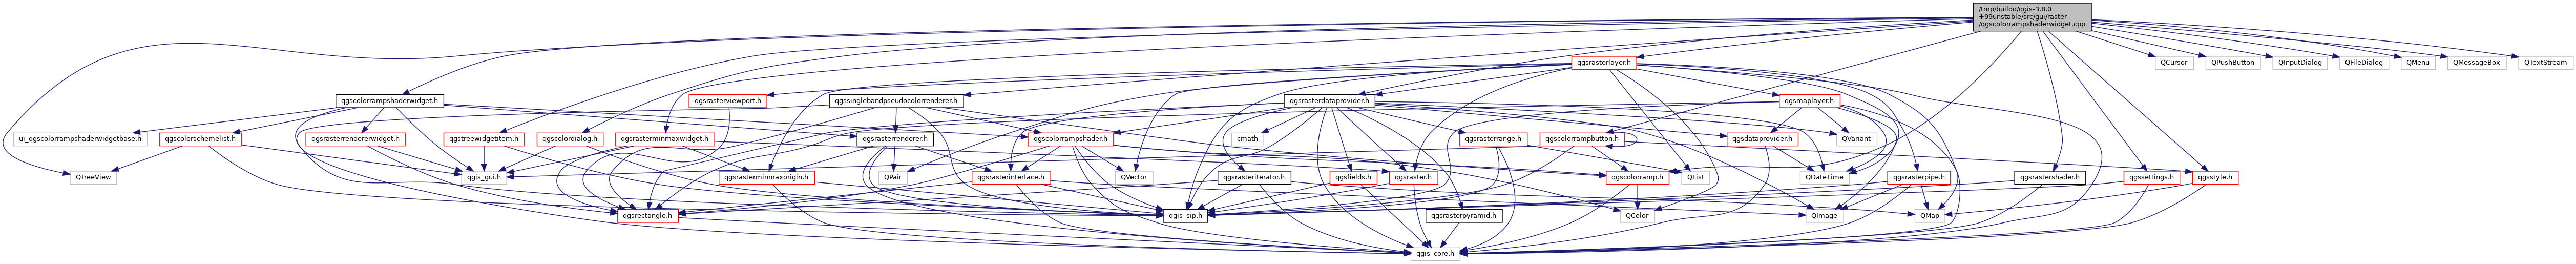 /tmp/buildd/qgis-3.8.0
+99unstable/src/gui/raster
/qgscolorrampshaderwidget.cpp
qgsrasterlayer.h
QCursor
QPushButton
QInputDialog
QFileDialog
QMenu
QMessageBox
QTextStream
qgscolorrampshaderwidget.h
qgsrasterviewport.h
qgssinglebandpseudocolorrenderer.h
qgsrasterdataprovider.h
qgsmaplayer.h
ui_qgscolorrampshaderwidgetbase.h
qgscolorschemelist.h
qgsrasterrendererwidget.h
qgstreewidgetitem.h
qgscolordialog.h
qgsrasterminmaxwidget.h
qgsrasterrenderer.h
qgscolorrampshader.h
cmath
qgsrasterrange.h
qgscolorrampbutton.h
qgsdataprovider.h
QVariant
QTreeView
qgis_gui.h
qgsrasterminmaxorigin.h
QPair
qgsrasterinterface.h
QVector
qgsrasteriterator.h
qgsfields.h
qgsraster.h
qgscolorramp.h
QList
QDateTime
qgsrasterpipe.h
qgsrastershader.h
qgssettings.h
qgsstyle.h
qgsrectangle.h
qgis_sip.h
qgsrasterpyramid.h
QColor
QImage
QMap
qgis_core.h